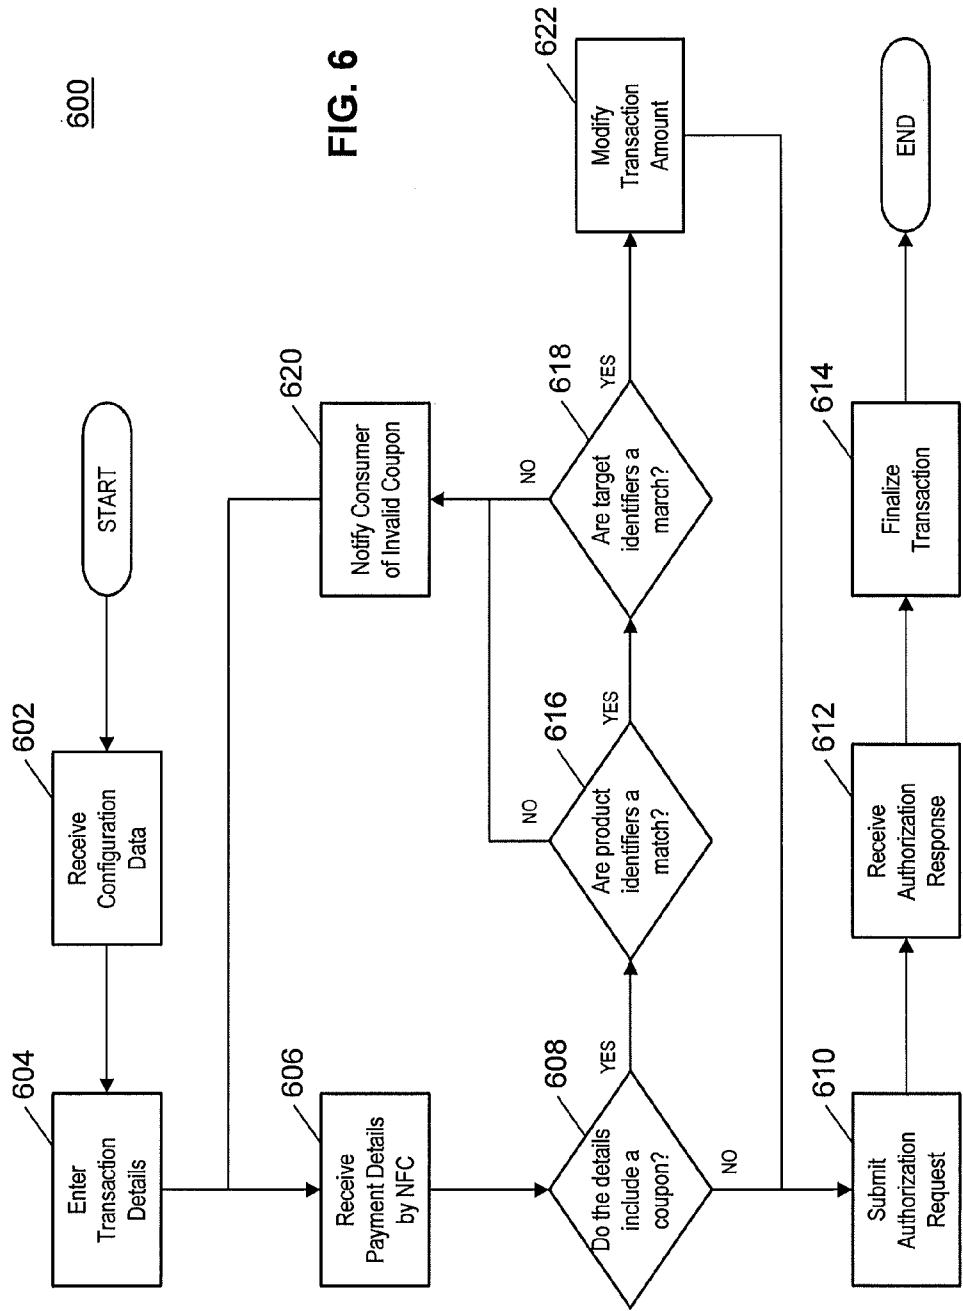 600
FIG. 6
START
602
Receive
Configuration
Data
604
Enter
Transaction
Details
606
Receive
Payment Details
by NFC
608
Do the details
include a
coupon?
YES
NO
616
Are product
identifiers a
match?
YES
NO
618
Are target
identifiers a
march?
YES
NO
620
Notify Consumer
of Invalid Coupon
622
Modify
Transaction
Amount
610
Submit
Authorization
Request
612
Receive
Authorization
Response
614
Finalize
Transaction
END